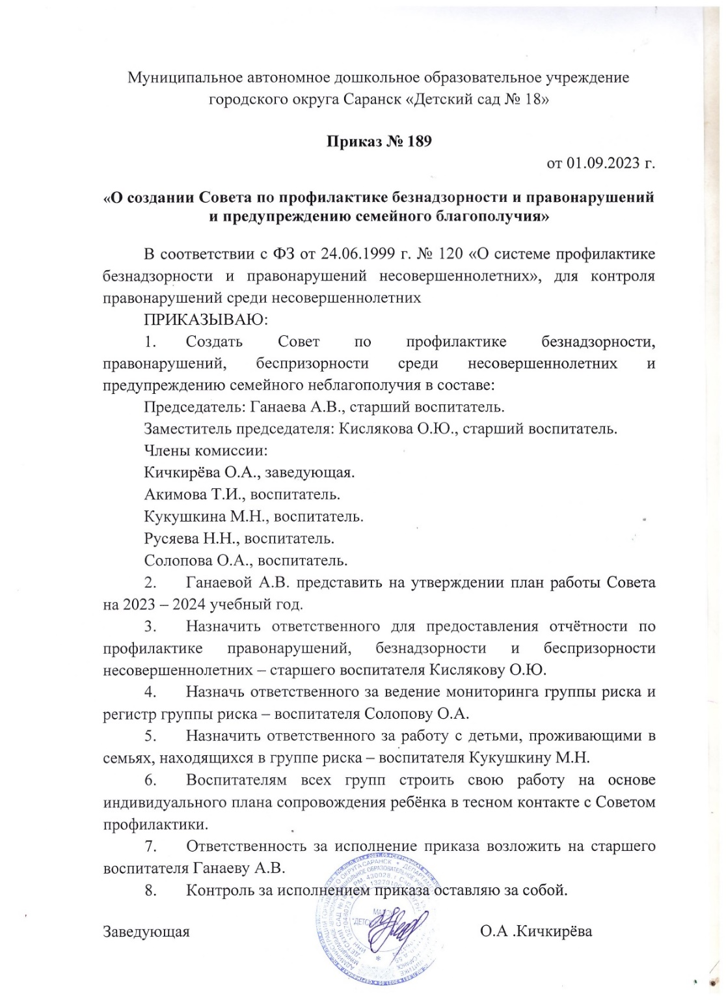 Муниципальное автономное дошкольное образовательное учреждение
городского округа Саранск «Детский сад № 18»
Приказ № 189
от 01.09.2023 г.
«О создании Совета по профилактике безнадзорности и правонарушений
и предупреждению семейного благополучия»
В соответствии с ФЗ от 24.06.1999 г. № 120 «О системе профилактике
безнадзорности и правонарушений несовершеннолетних», для контроля
правонарушений среди несовершеннолетних
ПРИКАЗЫВАЮ:
1. Создать Совет по профилактике безнадзорности,
правонарушений, беспризорности среди несовершеннолетних и
предупреждению семейного неблагополучия в составе:
Председатель: Ганаева А.В., старший воспитатель.
Заместитель председателя: Кислякова О.Ю., старший воспитатель.
Члены комиссии:
Кичкирёва О.А., заведующая.
Акимова Т.И., воспитатель.
Кукушкина М.Н., воспитатель.
Русяева Н.Н., воспитатель.
Солопова О.А., воспитатель.
2. Ганаевой А.В. представить на утверждении план работы Совета
на 2023 – 2024 учебный год.
3. Назначить ответственного для предоставления отчётности по
профилактике правонарушений, безнадзорности и беспризорности
несовершеннолетних – старшего воспитателя Кислякову О.Ю.
4. Назначь ответственного за ведение мониторинга группы риска и
регистр группы риска – воспитателя Солопову О.А.
5. Назначить ответственного за работу с детьми, проживающими в
семьях, находящихся в группе риска – воспитателя Кукушкину М.Н.
6. Воспитателям всех групп строить свою работу на основе
индивидуального плана сопровождения ребёнка в тесном контакте с Советом
профилактики.
7. Ответственность за исполнение приказа возложить на старшего
воспитателя Ганаеву А.В.
8. Контроль за исполнением приказа оставляю за собой.
Заведующая О.А .Кичкирёва